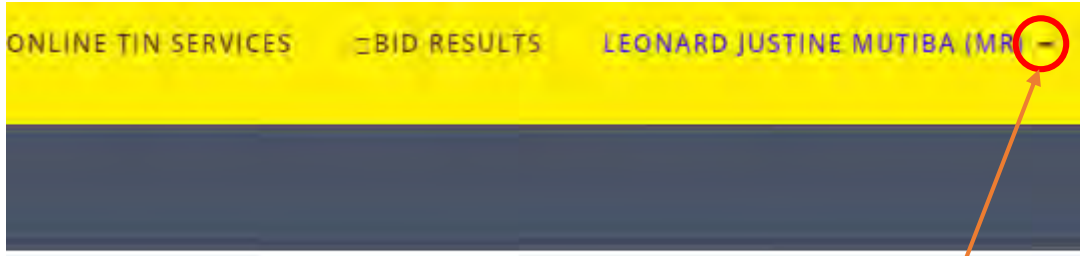 ONLINE TIN SERVICES BID RESULTS LEONARD JUSTINE MUTIBA (MR) –